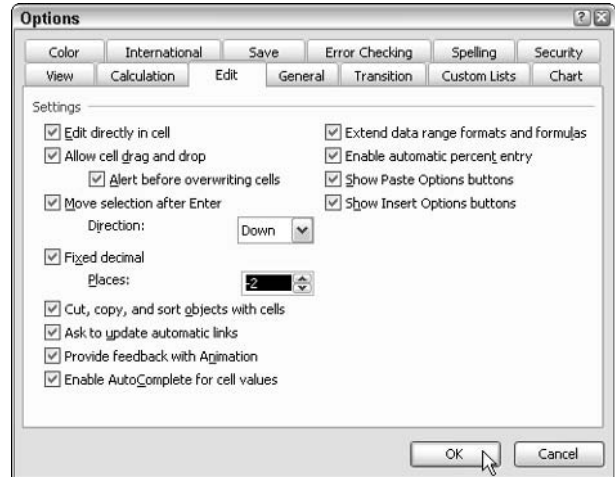 Options
Color International Save Error Checking Spelling Security
View Calculation Edit General Transition Custom Lists Chart
Settings
Edit directly in cell
Allow cell drag and drop
Alert before overwriting cells
Move selection after Enter
Direction: Down
Fixed decimal
Places: -2
Cut, copy, and sort objects with cells
Ask to update automatic links
Provide feedback with Animation
Enable AutoComplete for cell values
Extend data range formats and formulas
Enable automatic percent entry
Show Paste Options buttons
Show Insert Options buttons
OK Cancel